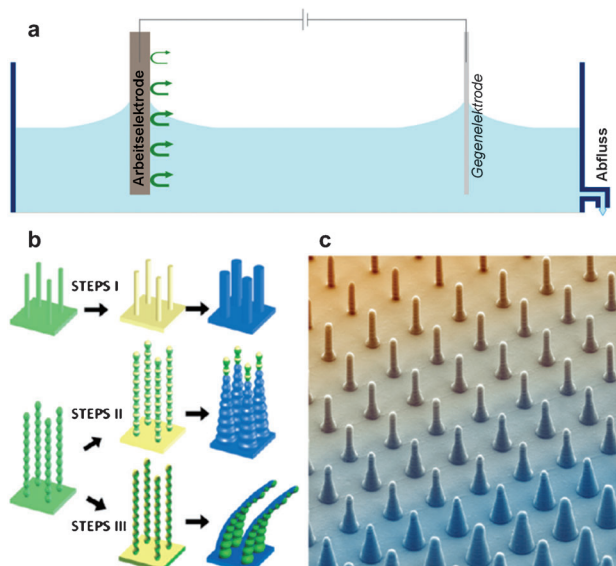 a
Arbeitselektrode
Gegenelektrode
Abfluss
b
STEPS I
STEPS II
STEPS III
c